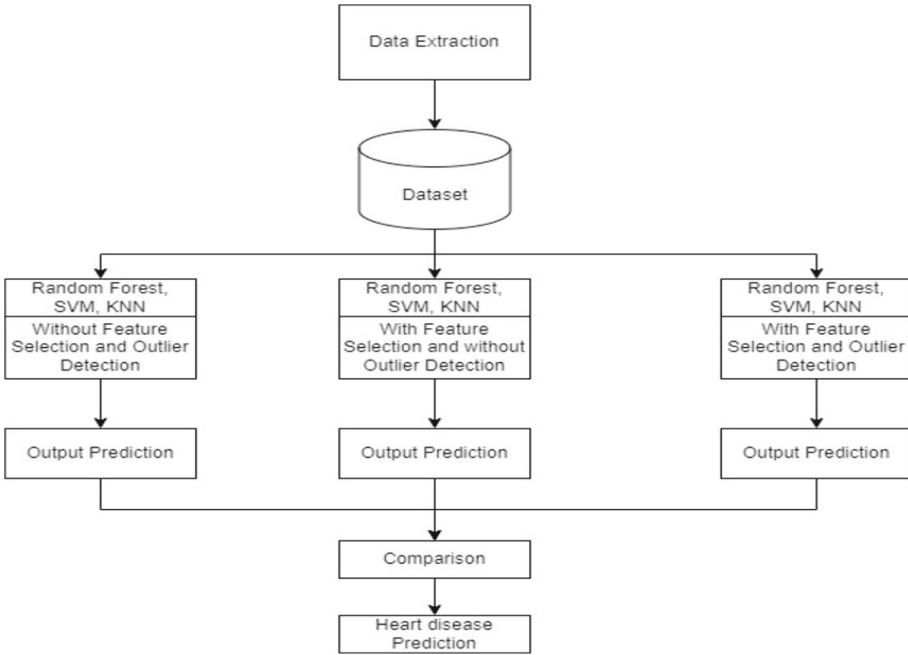 Data Extraction
Dataset
Random Forest,
SVM, KNN
Without Feature
Selection and Outlier
Detection
Random Forest,
SVM, KNN
With Feature
Selection and without
Outlier Detection
Random Forest,
SVM, KNN
With Feature
Selection and Outlier
Detection
Output Prediction
Output Prediction
Output Prediction
Comparison
Heart disease
Prediction